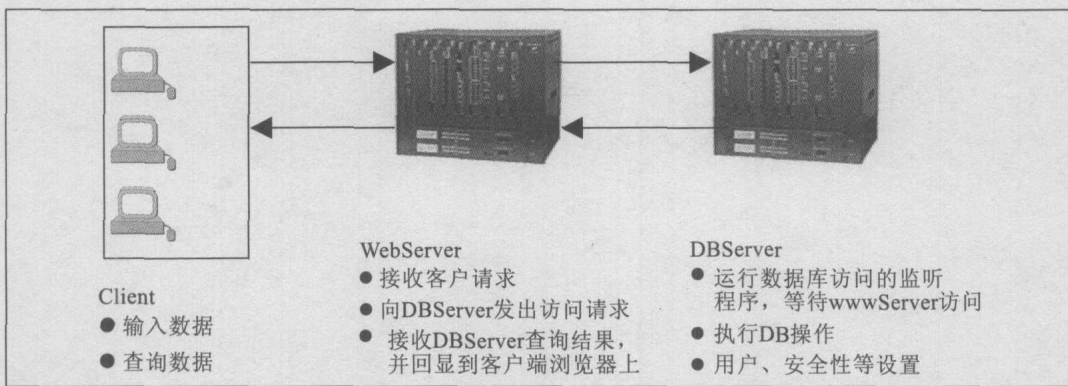 Client
● 输入数据
● 查询数据
WebServer
● 接收客户请求
● 向DBServer发出访问请求
● 接收DBServer查询结果，
并回显到客户端浏览器上
DBServer
● 运行数据库访问的监听
程序，等待wwwServer访问
● 执行DB操作
● 用户、安全性等设置